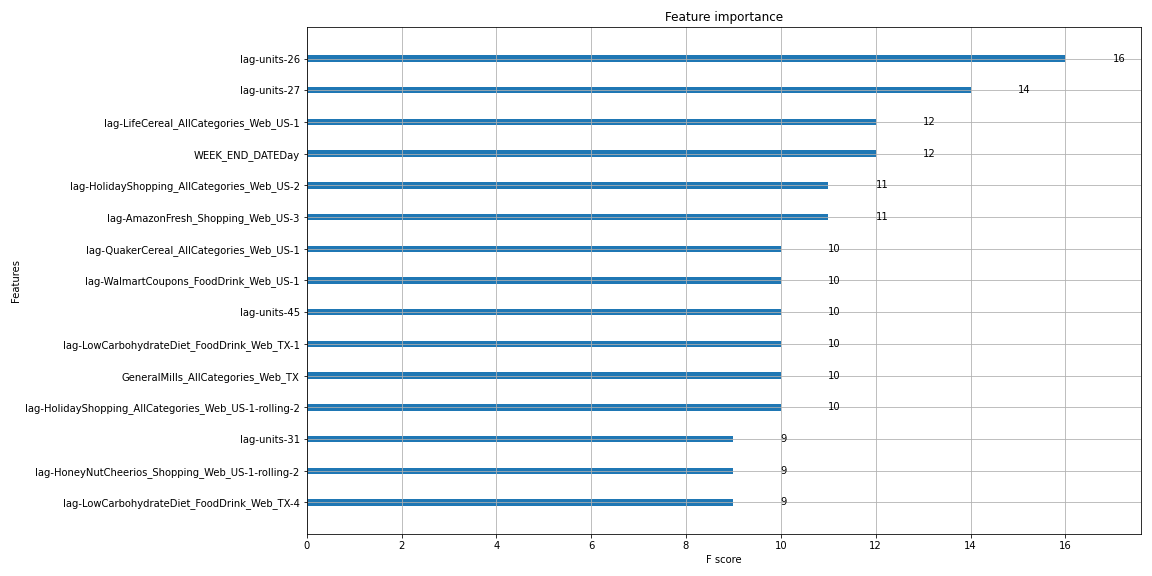 Feature importance
lag-units-26 16
lag-units-27 14
lag-LifeCereal_AllCategories_Web_US-1 12
WEEK_END_DATEDay 12
lag-HolidayShopping_AllCategories_Web_US-2 11
lag-AmazonFresh_Shopping_Web_US-3 11
lag-QuakerCereal_AllCategories_Web_US-1 10
lag-WalmartCoupons_FoodDrink_Web_US-1 10
lag-units-45 10
lag-LowCarbohydrateDiet_FoodDrink_Web_TX-1 10
GeneralMills_AllCategories_Web_TX 10
lag-HolidayShopping_AllCategories_Web_US-1-rolling-2 10
lag-units-31 9
lag-HoneyNutCheerios_Shopping_Web_US-1-rolling-2 9
lag-LowCarbohydrateDiet_FoodDrink_Web_TX-4 9
Features
0 2 4 6 8 10 12 14 16
F score